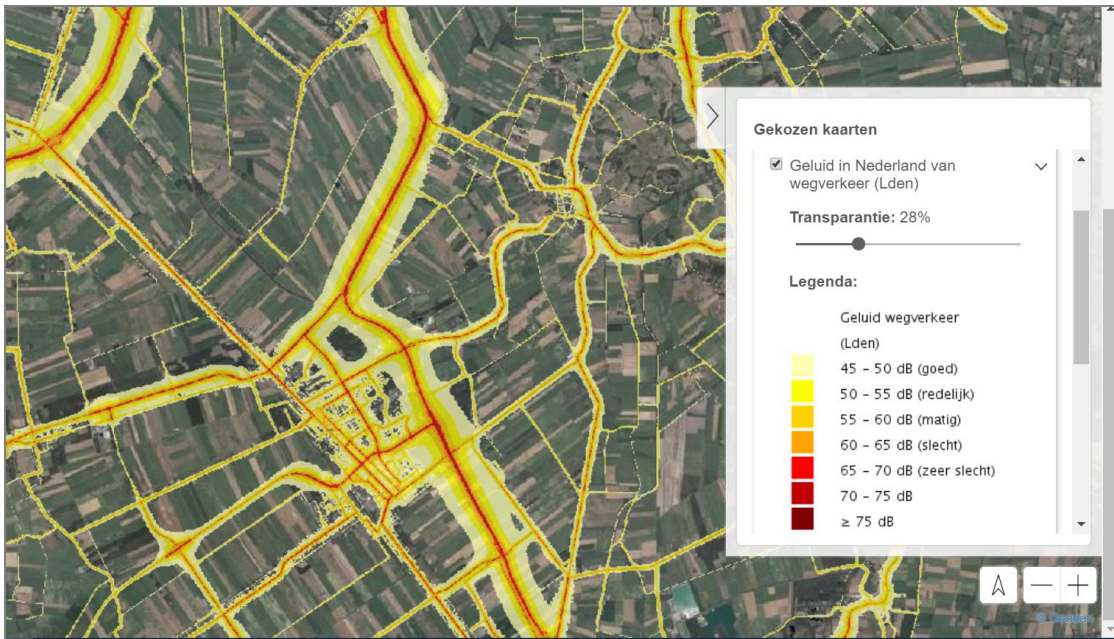 Gekozen kaarten
Geluid in Nederland van
wegverkeer (Lden)
Transparantie: 28%
Legenda:
Geluid wegverkeer
(Lden)
45 – 50 dB (goed)
50 – 55 dB (redelijk)
55 – 60 dB (matig)
60 – 65 dB (slecht)
65 – 70 dB (zeer slecht)
70 – 75 dB
≥ 75 dB